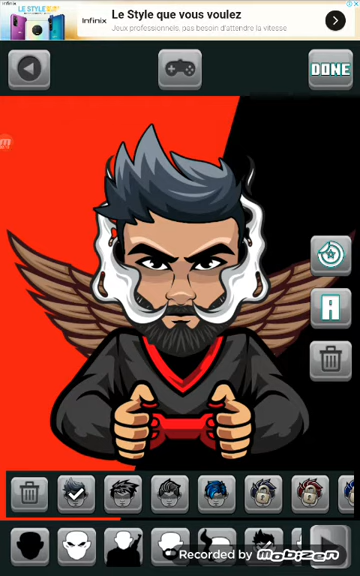 Infinix
Infinix
LE STYLE
Le Style que vous voulez
Jeux professionnels, pas besoin d'attendre la vitesse
DONE
m
A
Recorded by mobizen